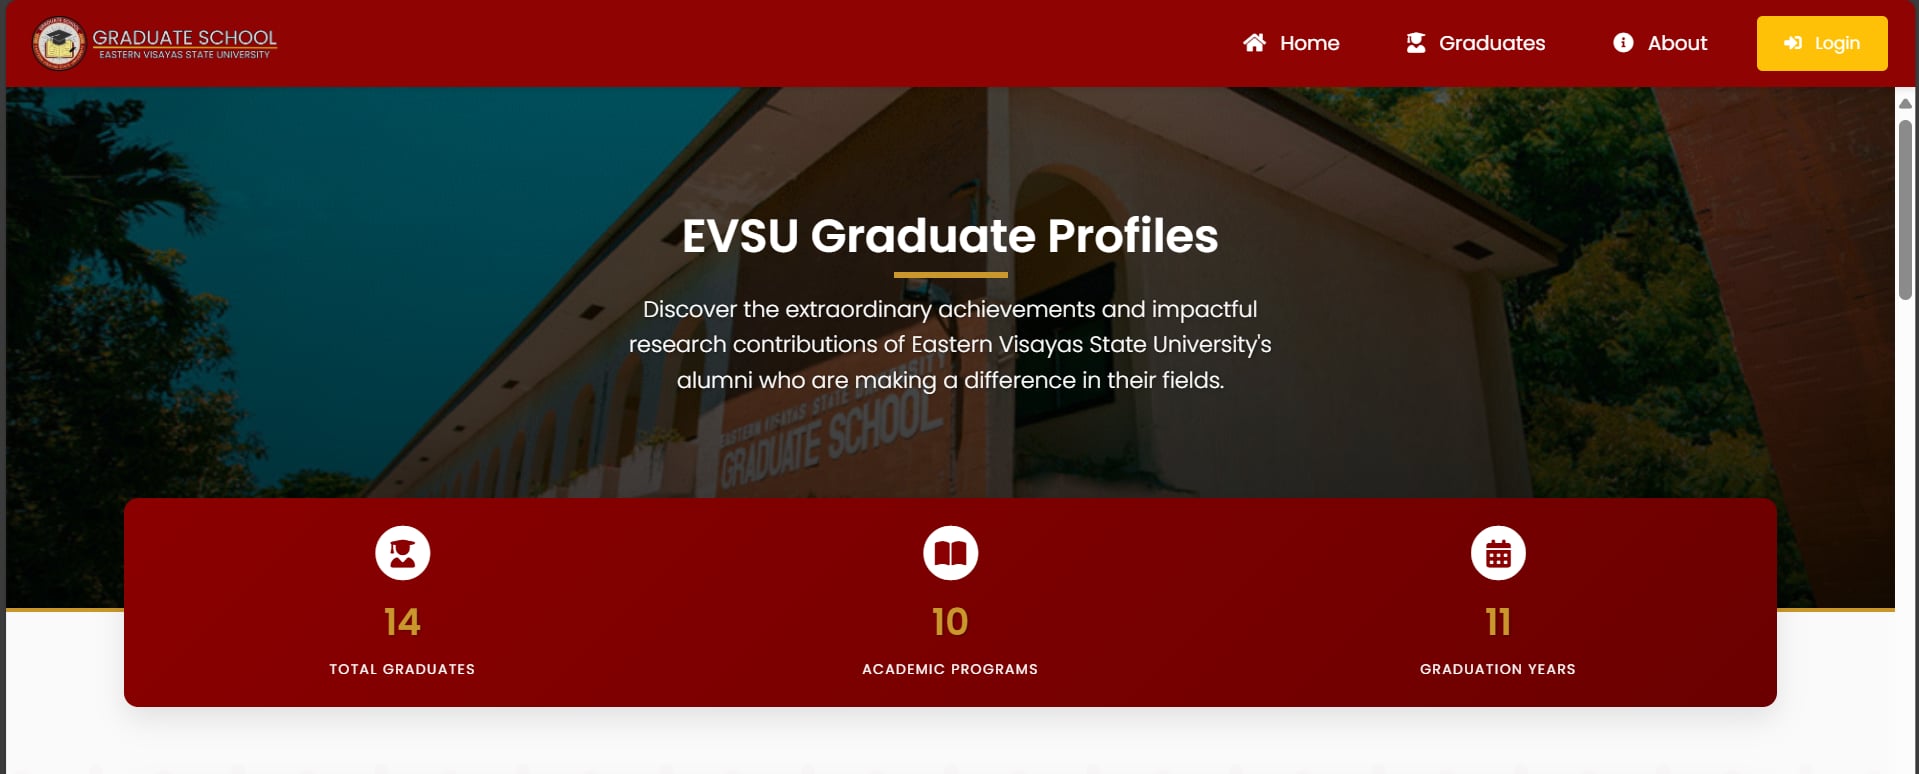 GRADUATE SCHOOL
EASTERN VISAYAS STATE UNIVERSITY
Home
Graduates
About
Login
EVSU Graduate Profiles
Discover the extraordinary achievements and impactful
research contributions of Eastern Visayas State University's
alumni who are making a difference in their fields.
EASTERN VISAYAS STATE UNIVERSITY
GRADUATE SCHOOL
14
TOTAL GRADUATES
10
ACADEMIC PROGRAMS
11
GRADUATION YEARS